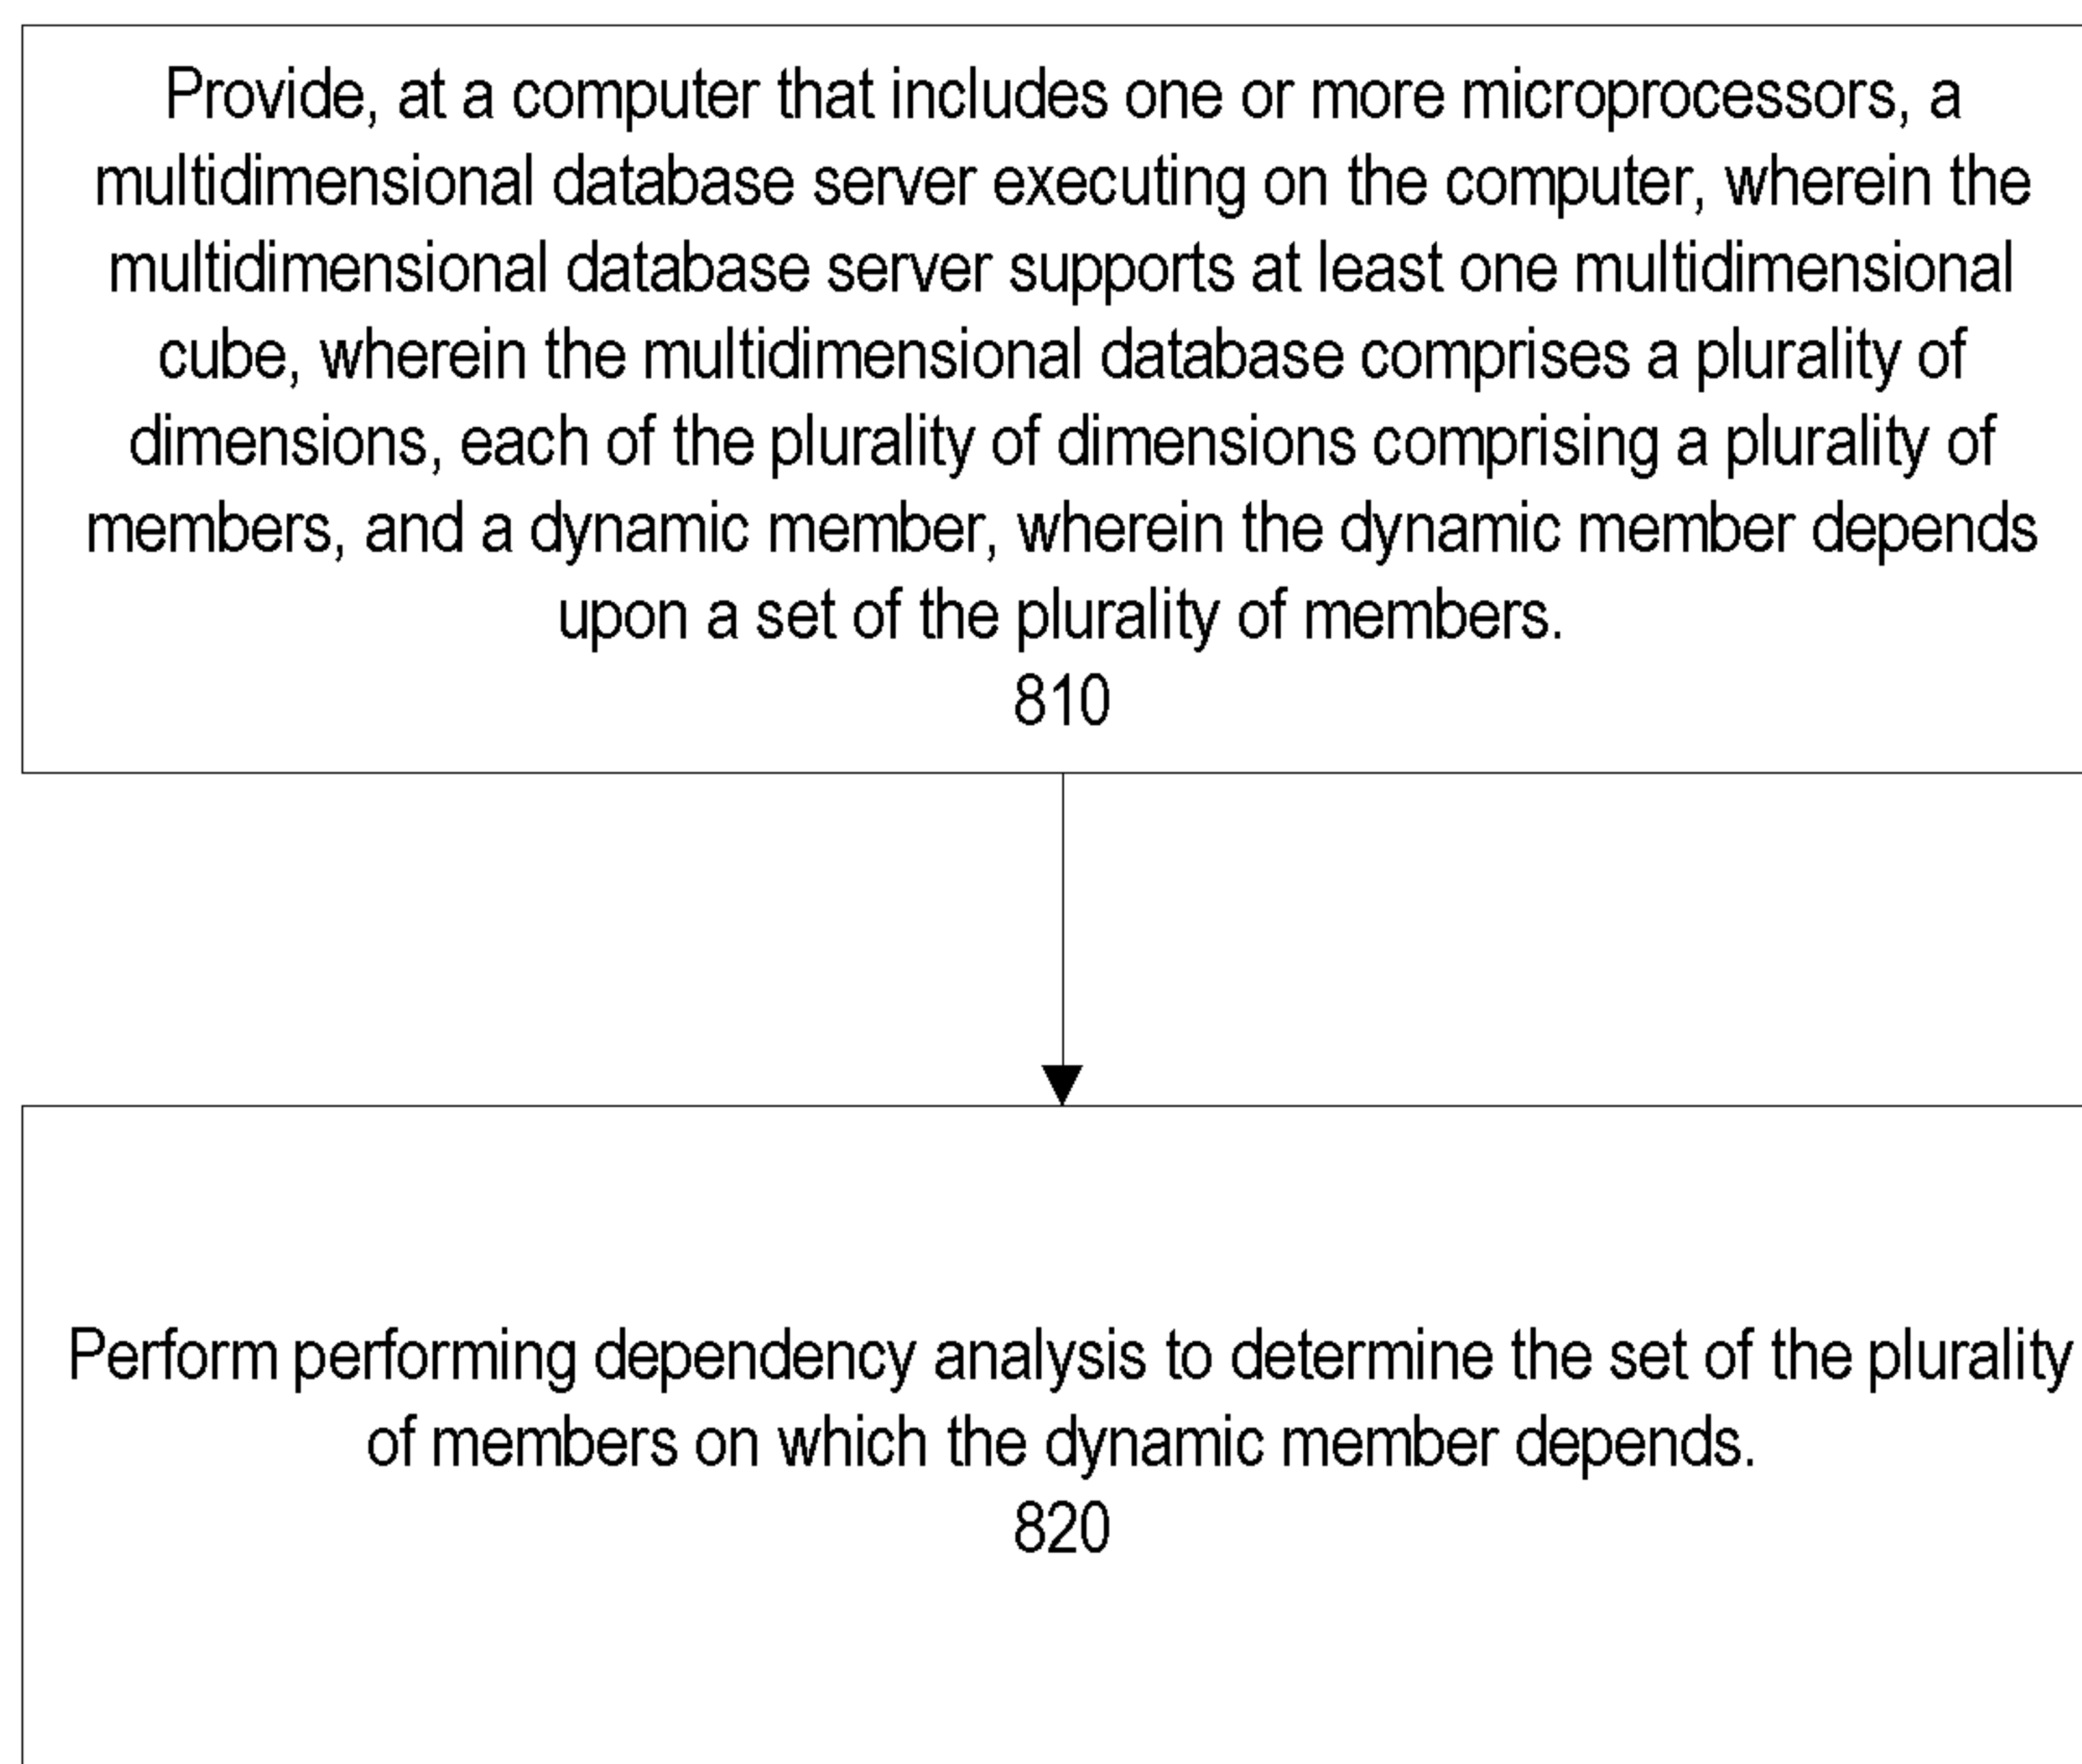 Provide, at a computer that includes one or more microprocessors, a
multidimensional database server executing on the computer, wherein the
multidimensional database server supports at least one multidimensional
cube, wherein the multidimensional database comprises a plurality of
dimensions, each of the plurality of dimensions comprising a plurality of
members, and a dynamic member, wherein the dynamic member depends
upon a set of the plurality of members.
810
Perform performing dependency analysis to determine the set of the plurality
of members on which the dynamic member depends.
820